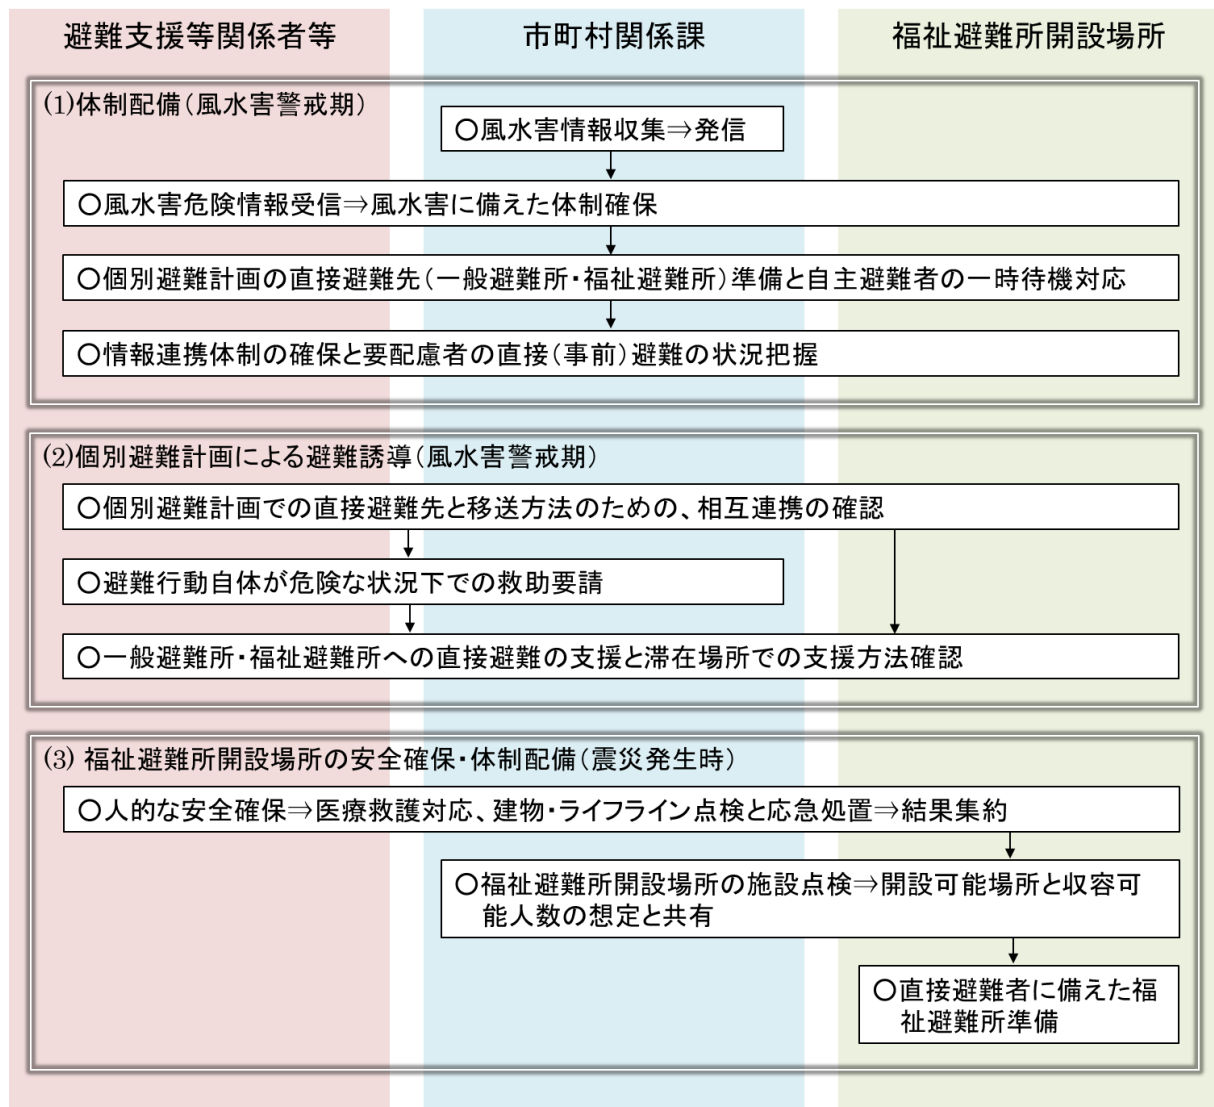 避難支援等関係者等
市町村関係課
福祉避難所開設場所
(1)体制配備（風水害警戒期）
○風水害情報収集⇒発信
○風水害危険情報受信⇒風水害に備えた体制確保
○個別避難計画の直接避難先（一般避難所・福祉避難所）準備と自主避難者の一時待機対応
○情報連携体制の確保と要配慮者の直接（事前）避難の状況把握
(2)個別避難計画による避難誘導（風水害警戒期）
○個別避難計画での直接避難先と移送方法のための、相互連携の確認
○避難行動自体が危険な状況下での救助要請
○一般避難所・福祉避難所への直接避難の支援と滞在場所での支援方法確認
(3) 福祉避難所開設場所の安全確保・体制配備（震災発生時）
○人的な安全確保⇒医療救護対応、建物・ライフライン点検と応急処置⇒結果集約
○福祉避難所開設場所の施設点検⇒開設可能場所と収容可
能人数の想定と共有
○直接避難者に備えた福
祉避難所準備